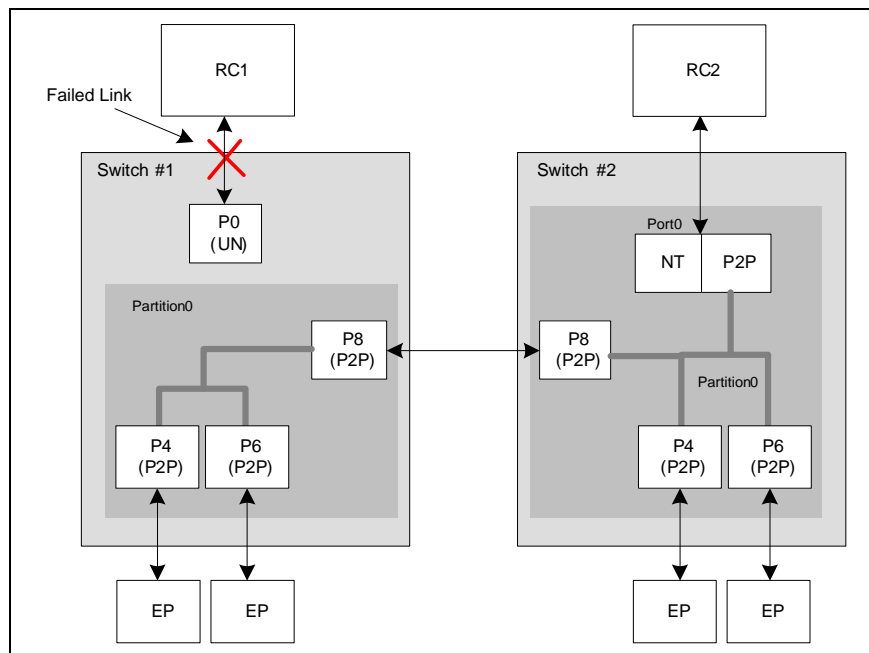 RC1
RC2
Failed Link
Switch #1
Switch #2
P0
(UN)
Port0
NT
P2P
Partition0
P8
(P2P)
P8
(P2P)
Partition0
P4
(P2P)
P6
(P2P)
P4
(P2P)
P6
(P2P)
EP
EP
EP
EP